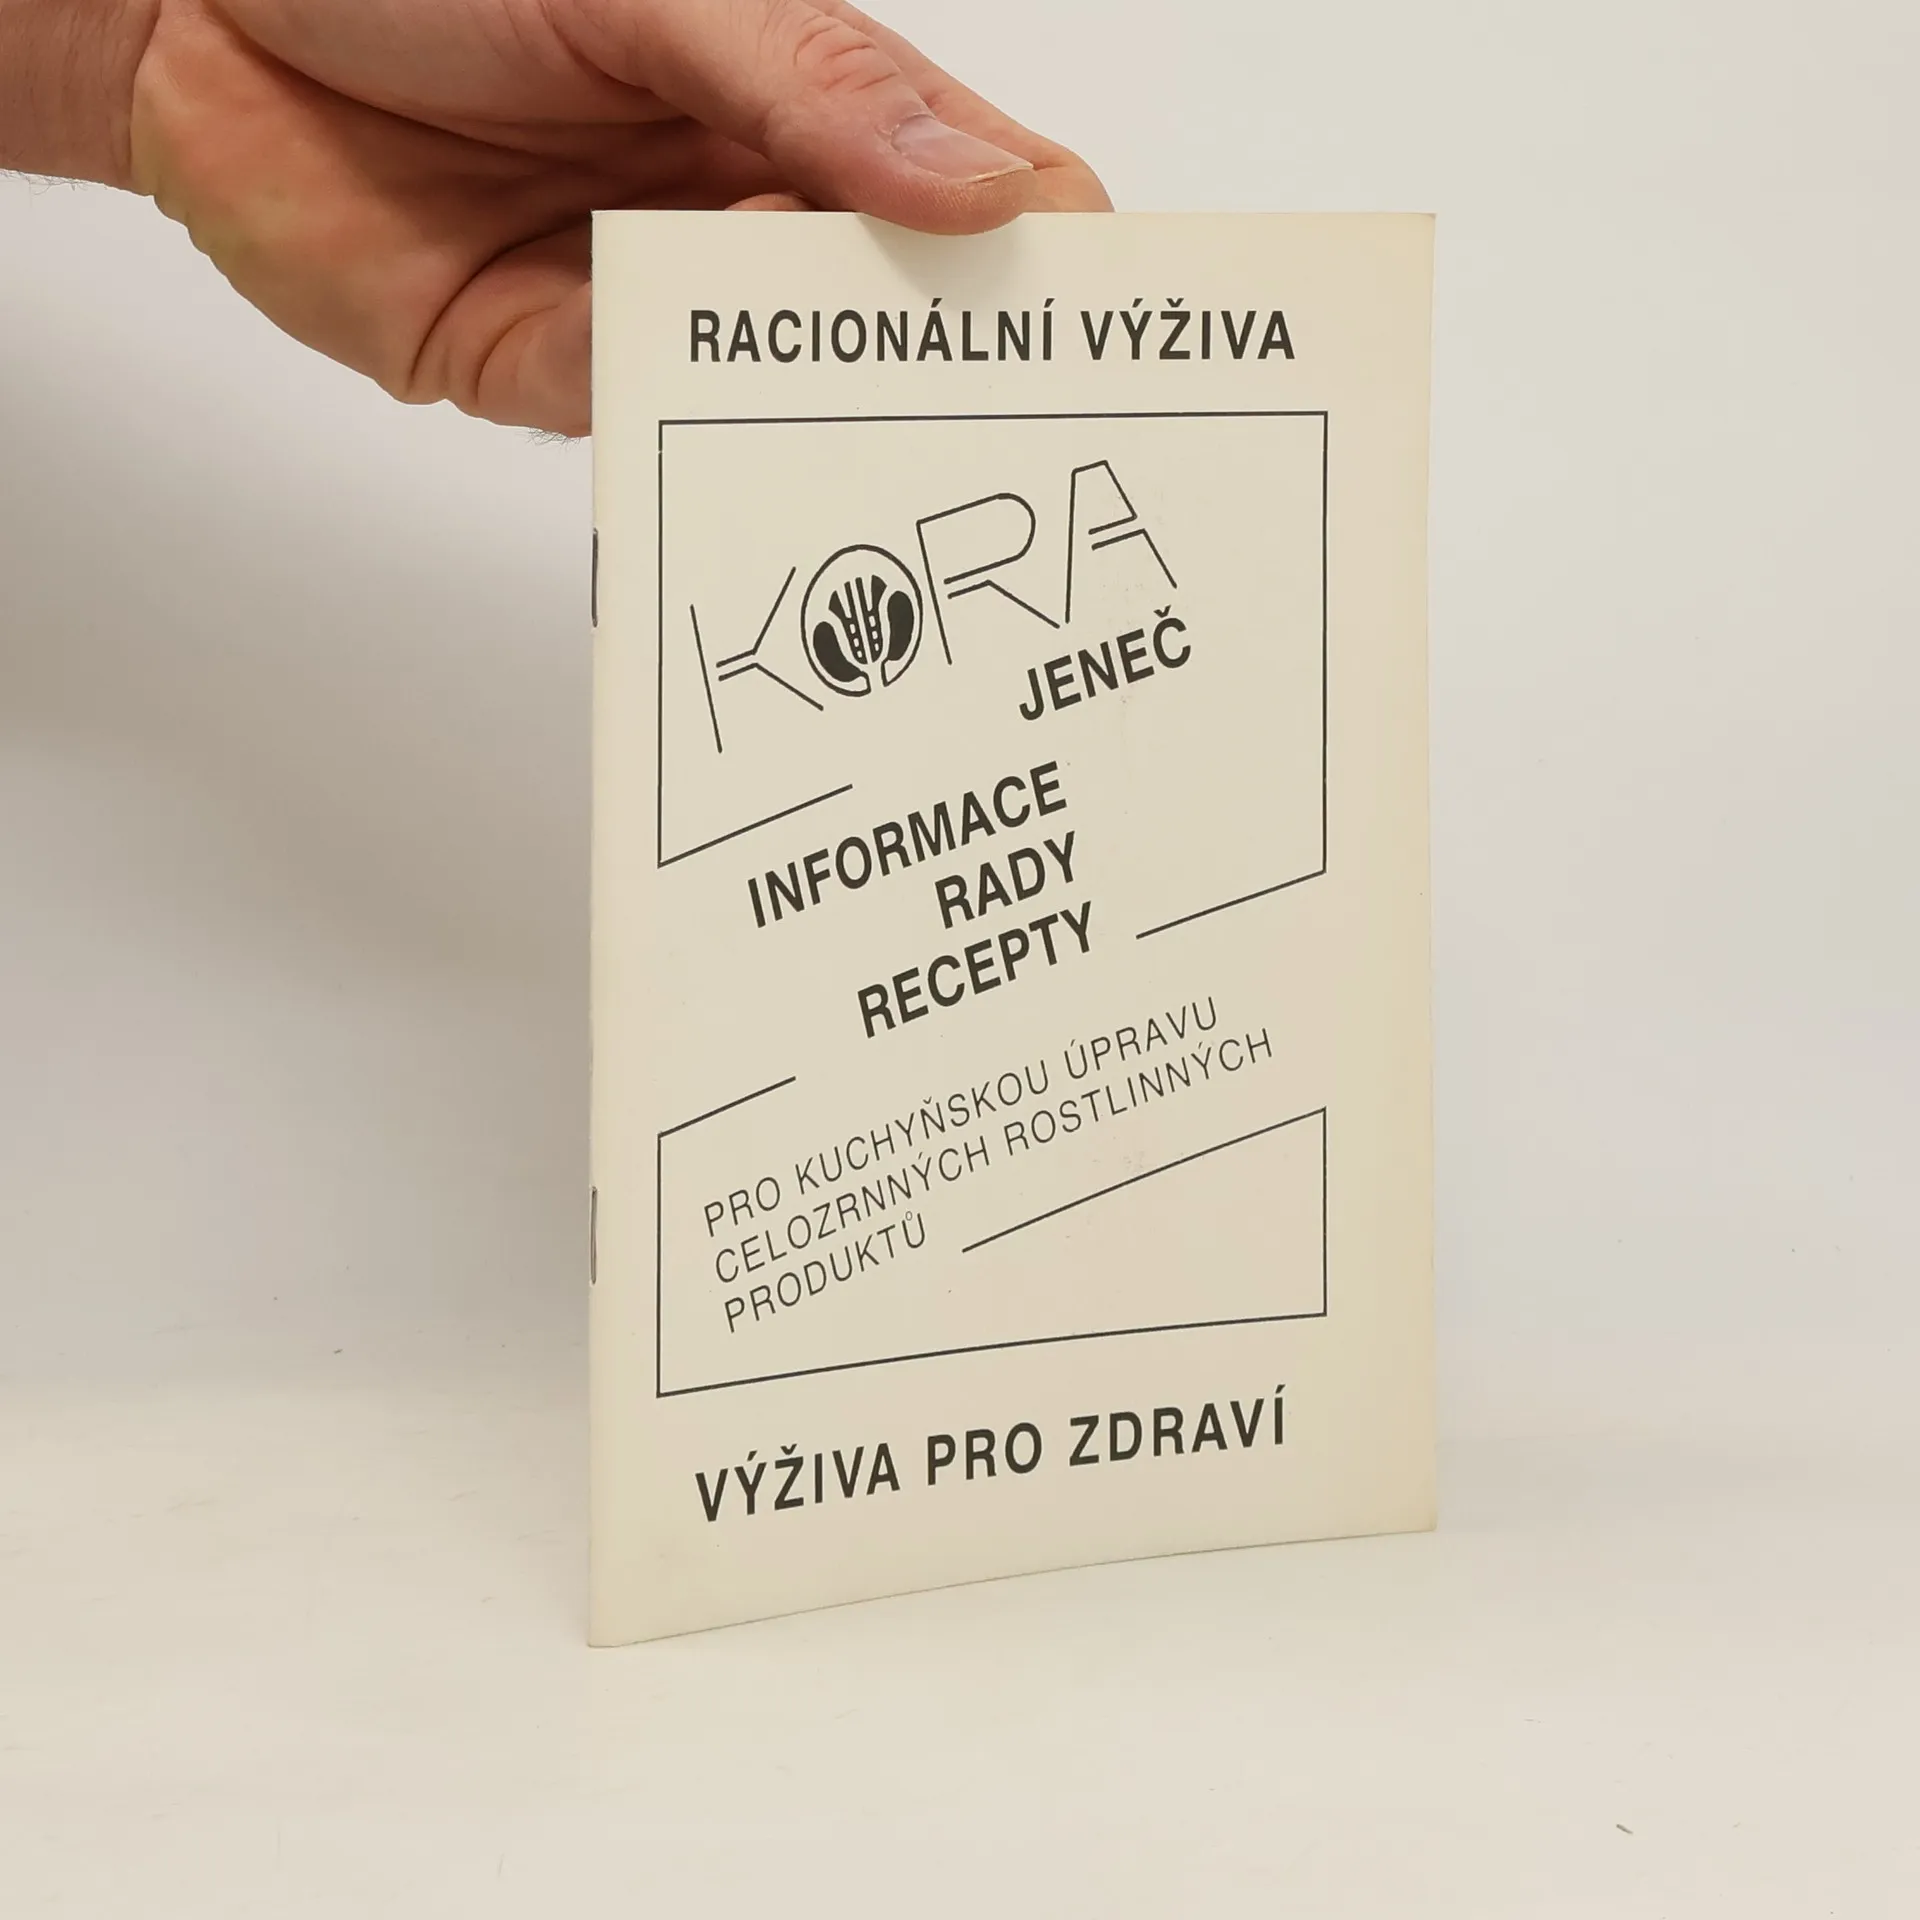 RACIONÁLNÍ VÝŽIVA
KORA
JENEČ
INFORMACE
RADY
RECEPTY
PRO KUCHYŇSKOU ÚPRAVU
CELOZRNNÝCH ROSTLINNÝCH
PRODUKTŮ
VÝŽIVA PRO ZDRAVÍ